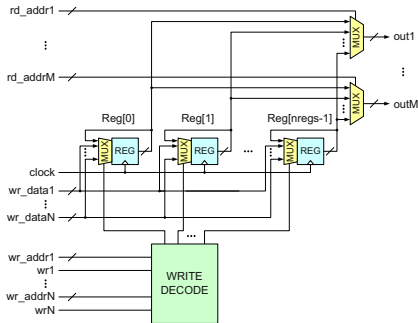 rd_addr1
MUX
out1
rd_addrM
MUX
outM
Reg[0]
Reg[1]
Reg[nregs-1]
MUX
REG
MUX
REG
...
MUX
REG
clock
wr_data1
wr_dataN
...
wr_addr1
wr1
wr_addrN
wrN
WRITE
DECODE